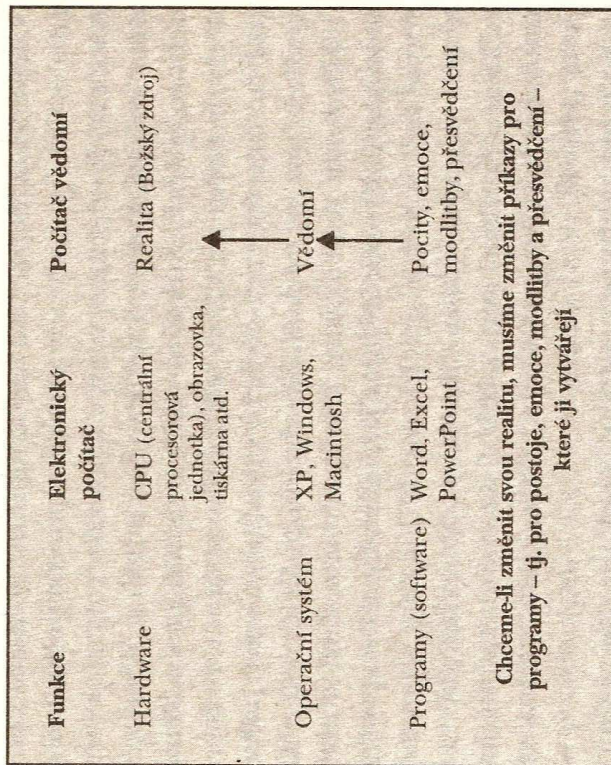 Funkce Elektronický Počítač vědomí
počítač
Hardware CPU (centrální Realita (Božský zdroj)
procesorová
jednotka), obrazovka,
tiskárna atd.
Operační systém XP, Windows, Vědomí
Macintosh
Programy (software) Word, Excel, Pocity, emoce,
PowerPoint modlitby, přesvědčení
Chceme-li změnit svou realitu, musíme změnit příkazy pro
programy – tj. pro postoje, emoce, modlitby a přesvědčení –
které ji vytvářejí